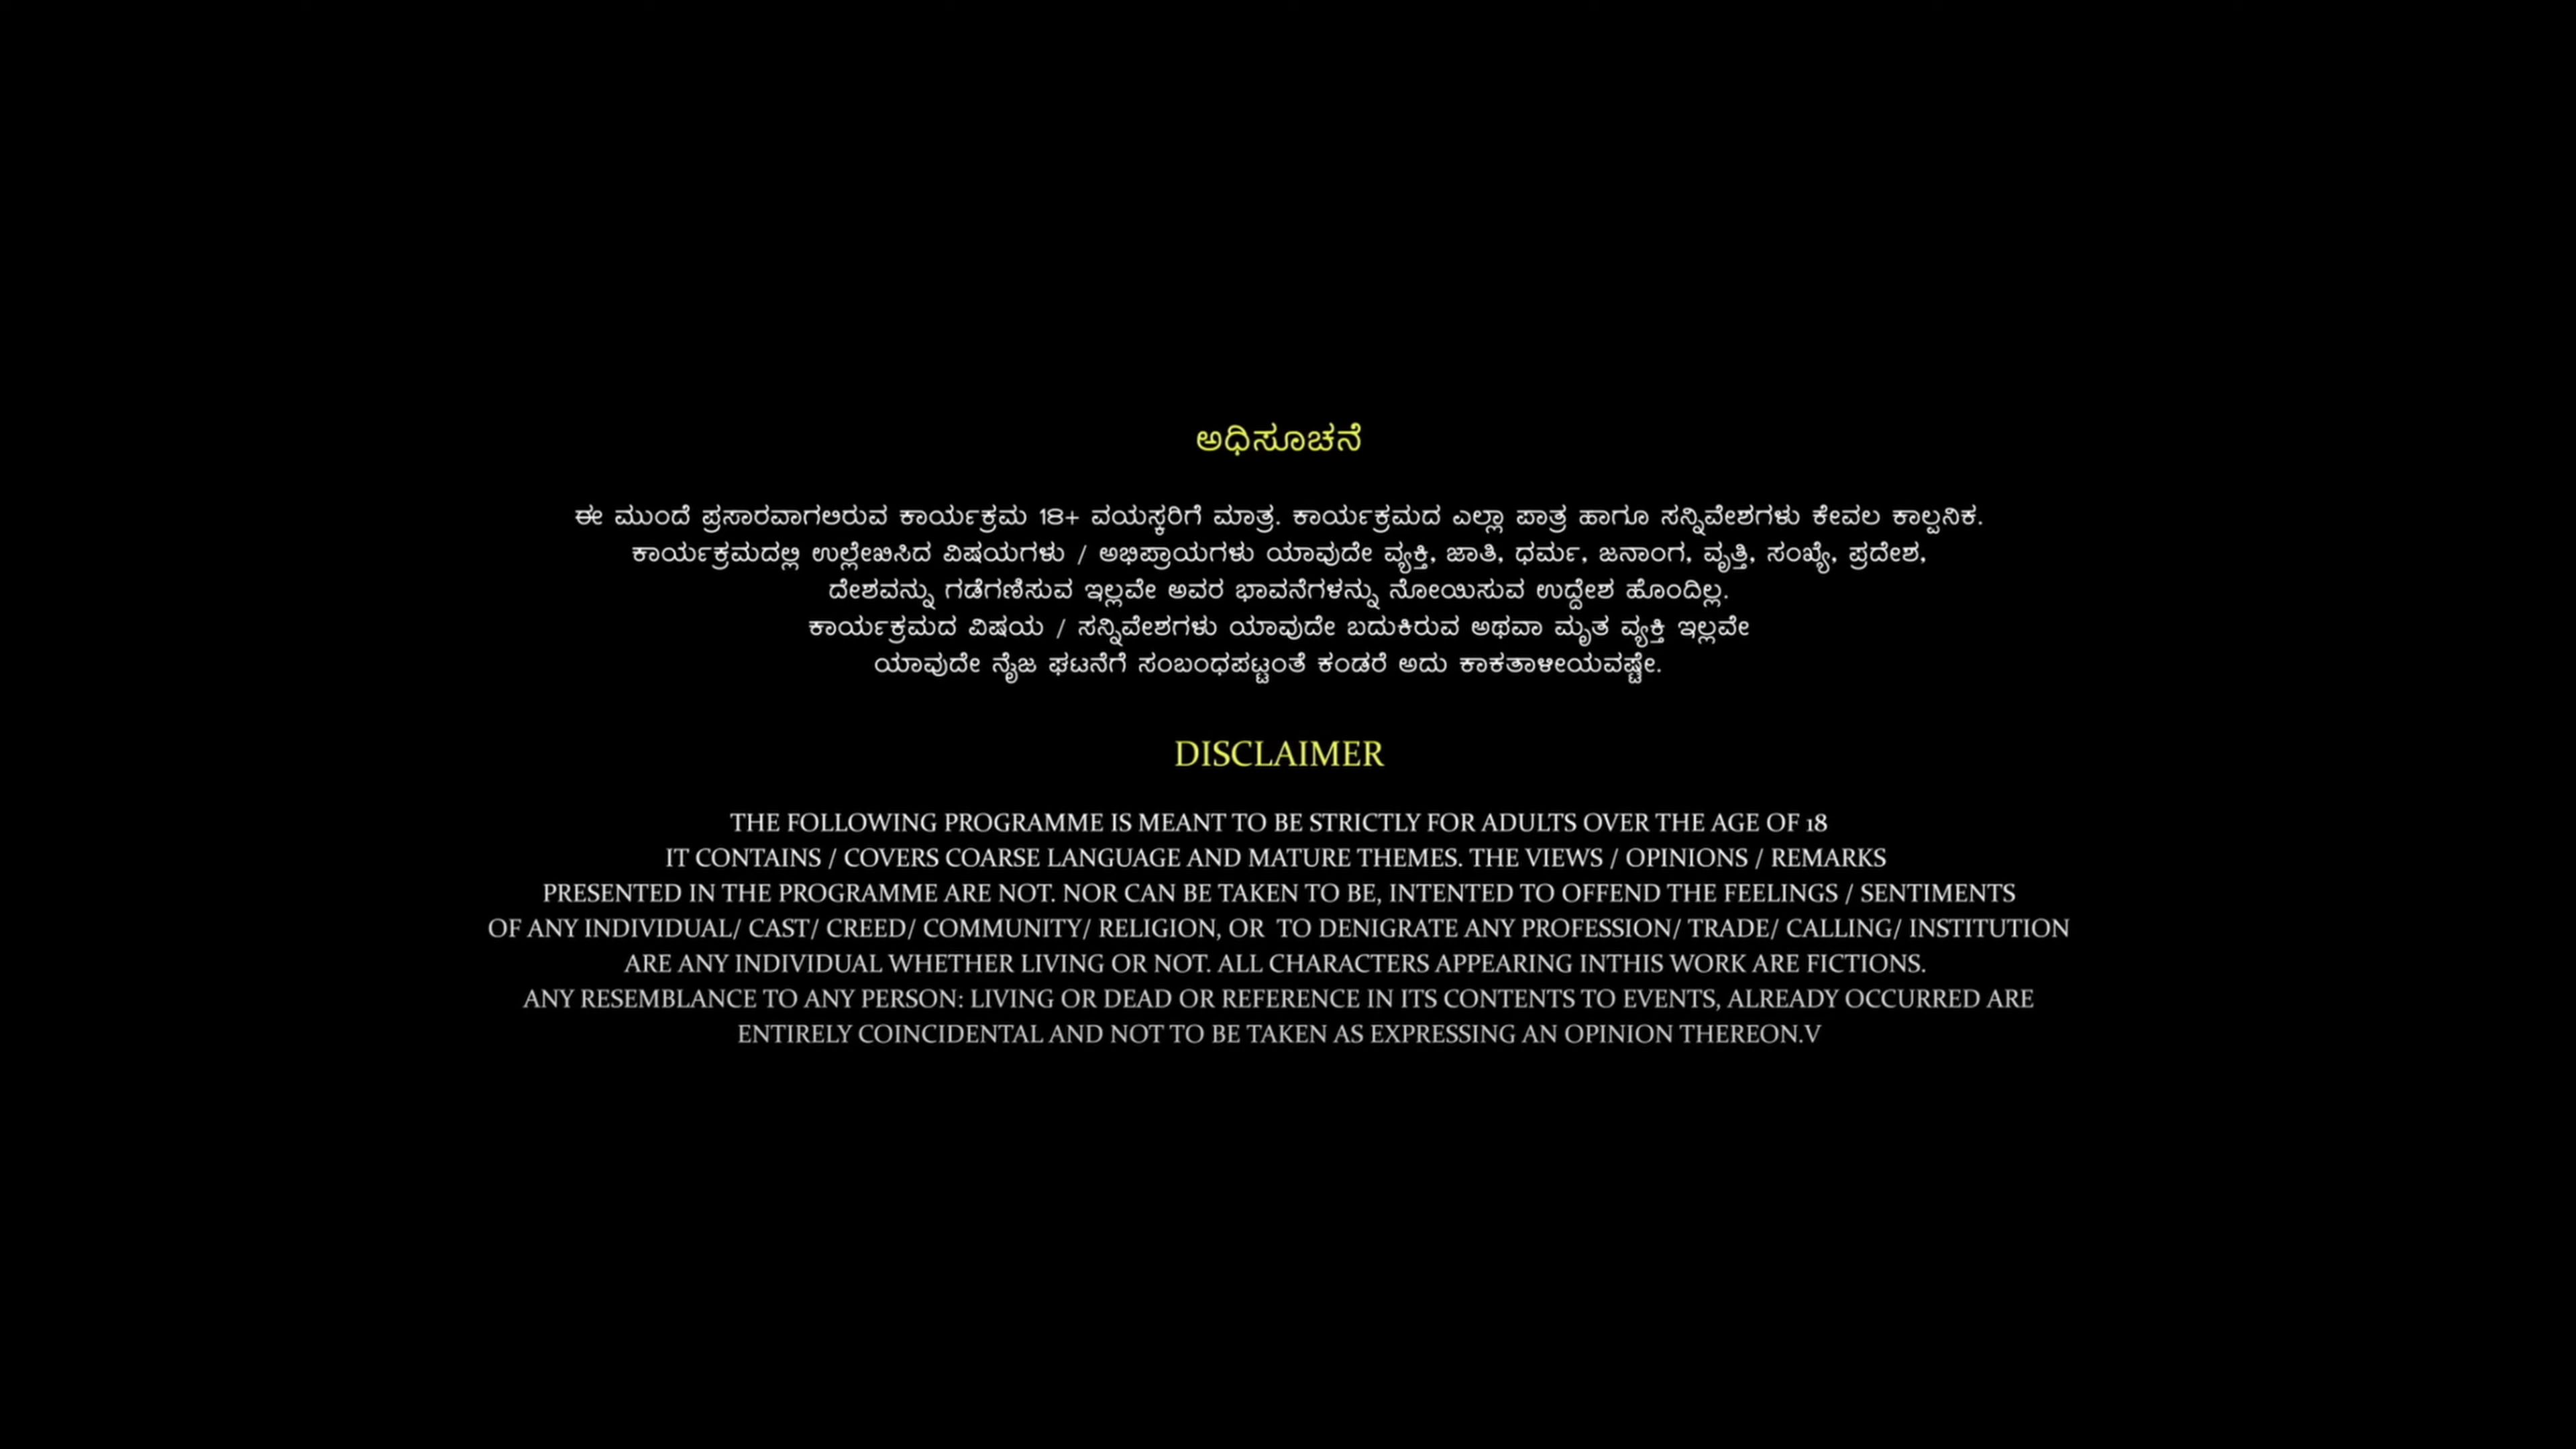 ಅಧಿಸೂಚನೆ
ಈ ಮುಂದೆ ಪ್ರಸಾರವಾಗಲಿರುವ ಕಾರ್ಯಕ್ರಮ 18+ ವಯಸ್ಕರಿಗೆ ಮಾತ್ರ. ಕಾರ್ಯಕ್ರಮದ ಎಲ್ಲಾ ಪಾತ್ರ ಹಾಗೂ ಸನ್ನಿವೇಶಗಳು ಕೇವಲ ಕಾಲ್ಪನಿಕ.
ಕಾರ್ಯಕ್ರಮದಲ್ಲಿ ಉಲ್ಲೇಖಿಸಿದ ವಿಷಯಗಳು / ಅಭಿಪ್ರಾಯಗಳು ಯಾವುದೇ ವ್ಯಕ್ತಿ, ಜಾತಿ, ಧರ್ಮ, ಜನಾಂಗ, ವೃತ್ತಿ, ಸಂಖ್ಯೆ, ಪ್ರದೇಶ,
ದೇಶವನ್ನು ಗಡೆಗಣಿಸುವ ಇಲ್ಲವೇ ಅವರ ಭಾವನೆಗಳನ್ನು ನೋಯಿಸುವ ಉದ್ದೇಶ ಹೊಂದಿಲ್ಲ.
ಕಾರ್ಯಕ್ರಮದ ವಿಷಯ / ಸನ್ನಿವೇಶಗಳು ಯಾವುದೇ ಬದುಕಿರುವ ಅಥವಾ ಮೃತ ವ್ಯಕ್ತಿ ಇಲ್ಲವೇ
ಯಾವುದೇ ನೈಜ ಘಟನೆಗೆ ಸಂಬಂಧಪಟ್ಟಂತೆ ಕಂಡರೆ ಅದು ಕಾಕತಾಳೀಯವಷ್ಟೇ.
DISCLAIMER
THE FOLLOWING PROGRAMME IS MEANT TO BE STRICTLY FOR ADULTS OVER THE AGE OF 18
IT CONTAINS / COVERS COARSE LANGUAGE AND MATURE THEMES. THE VIEWS / OPINIONS / REMARKS
PRESENTED IN THE PROGRAMME ARE NOT. NOR CAN BE TAKEN TO BE, INTENTED TO OFFEND THE FEELINGS / SENTIMENTS
OF ANY INDIVIDUAL/ CAST/ CREED/ COMMUNITY/ RELIGION, OR  TO DENIGRATE ANY PROFESSION/ TRADE/ CALLING/ INSTITUTION
ARE ANY INDIVIDUAL WHETHER LIVING OR NOT. ALL CHARACTERS APPEARING INTHIS WORK ARE FICTIONS.
ANY RESEMBLANCE TO ANY PERSON: LIVING OR DEAD OR REFERENCE IN ITS CONTENTS TO EVENTS, ALREADY OCCURRED ARE
ENTIRELY COINCIDENTAL AND NOT TO BE TAKEN AS EXPRESSING AN OPINION THEREON.V